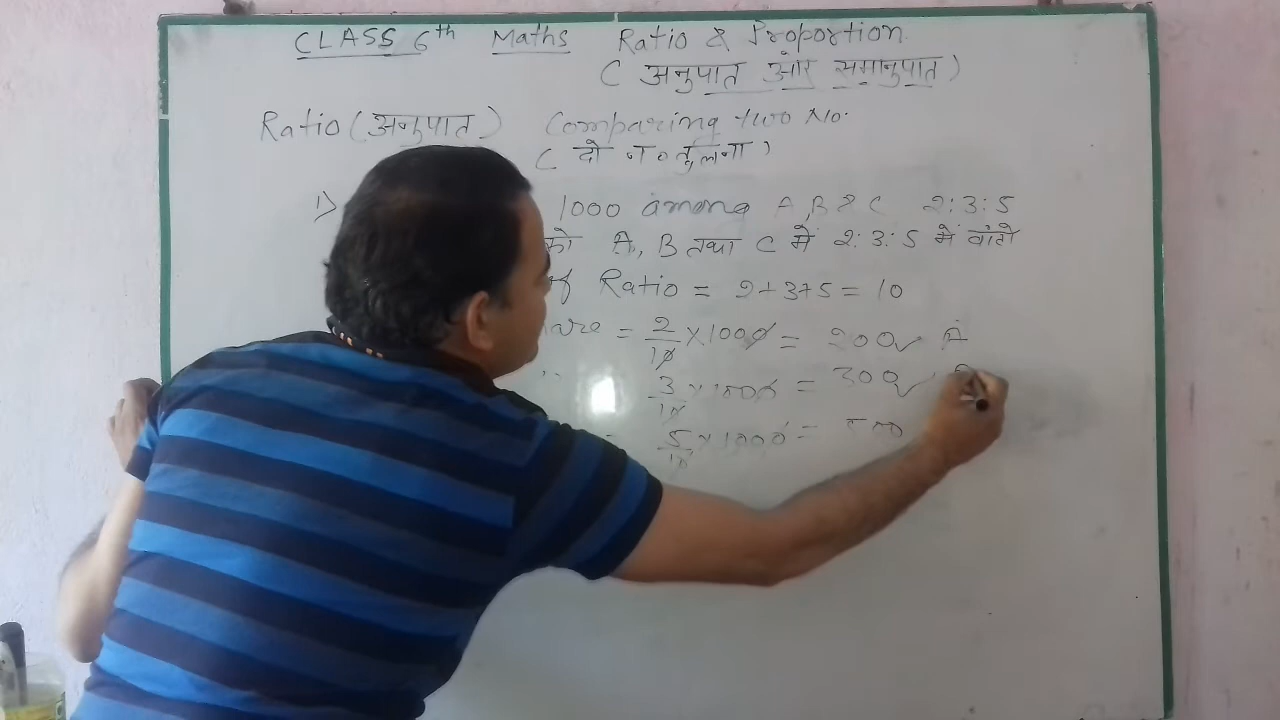 CLASS 6th Maths Ratio & Proportion
( अनुपात और समानुपात )
Ratio (अनुपात) Comparing two No.
( दो न० तुलना )
1) 1000 among A, B & C 2:3:5
को A, B तथा C में 2:3:5 में बांटो
of Ratio = 2+3+5 = 10
= 2/10 × 1000 = 200 A
3/10 × 1000 = 300
5/10 × 1000 = 500